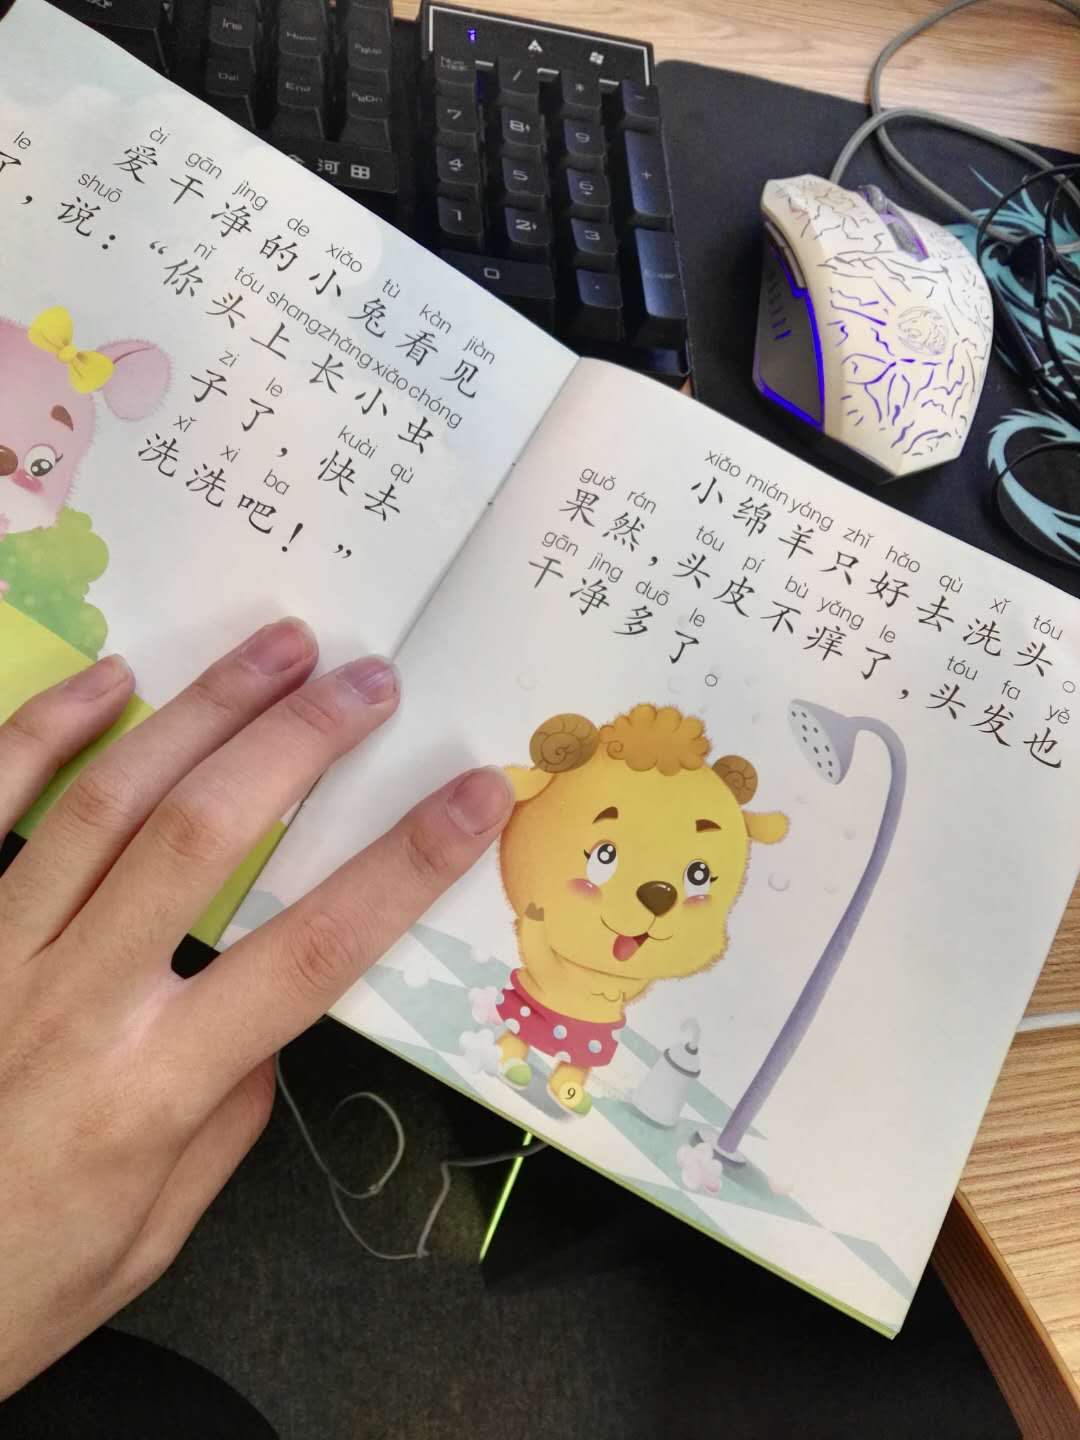 Ins Home PgUp
Del End PgDn
河田
Num Lock / * -
7 8 9 +
4 5 6
1 2 3 Enter
0 .
ài gān jìng de xiǎo tù kàn jiàn
爱干净的小兔看见
le shuō nǐ tóu shangzhǎng xiǎo chóng
了，说：“你头上长小虫
zi le kuài qù
子了，快去
xǐ xi ba
洗洗吧！”
xiǎo mián yáng zhǐ hǎo qù xǐ tóu
小绵羊只好去洗头。
guǒ rán tóu pí bù yǎng le tóu fa yě
果然，头皮不痒了，头发也
gān jìng duō le
干净多了。
9